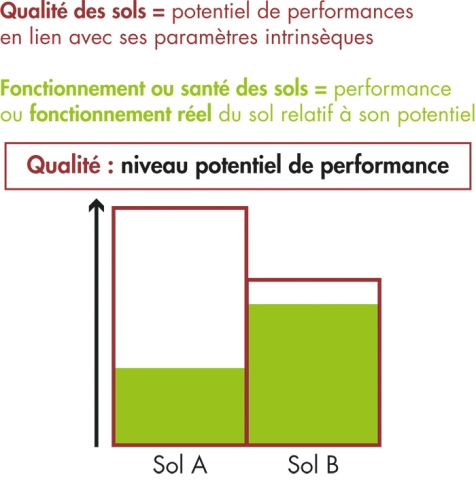 Qualité des sols = potentiel de performances
en lien avec ses paramètres intrinsèques
Fonctionnement ou santé des sols = performance
ou fonctionnement réel du sol relatif à son potentiel
Qualité : niveau potentiel de performance
Sol A
Sol B